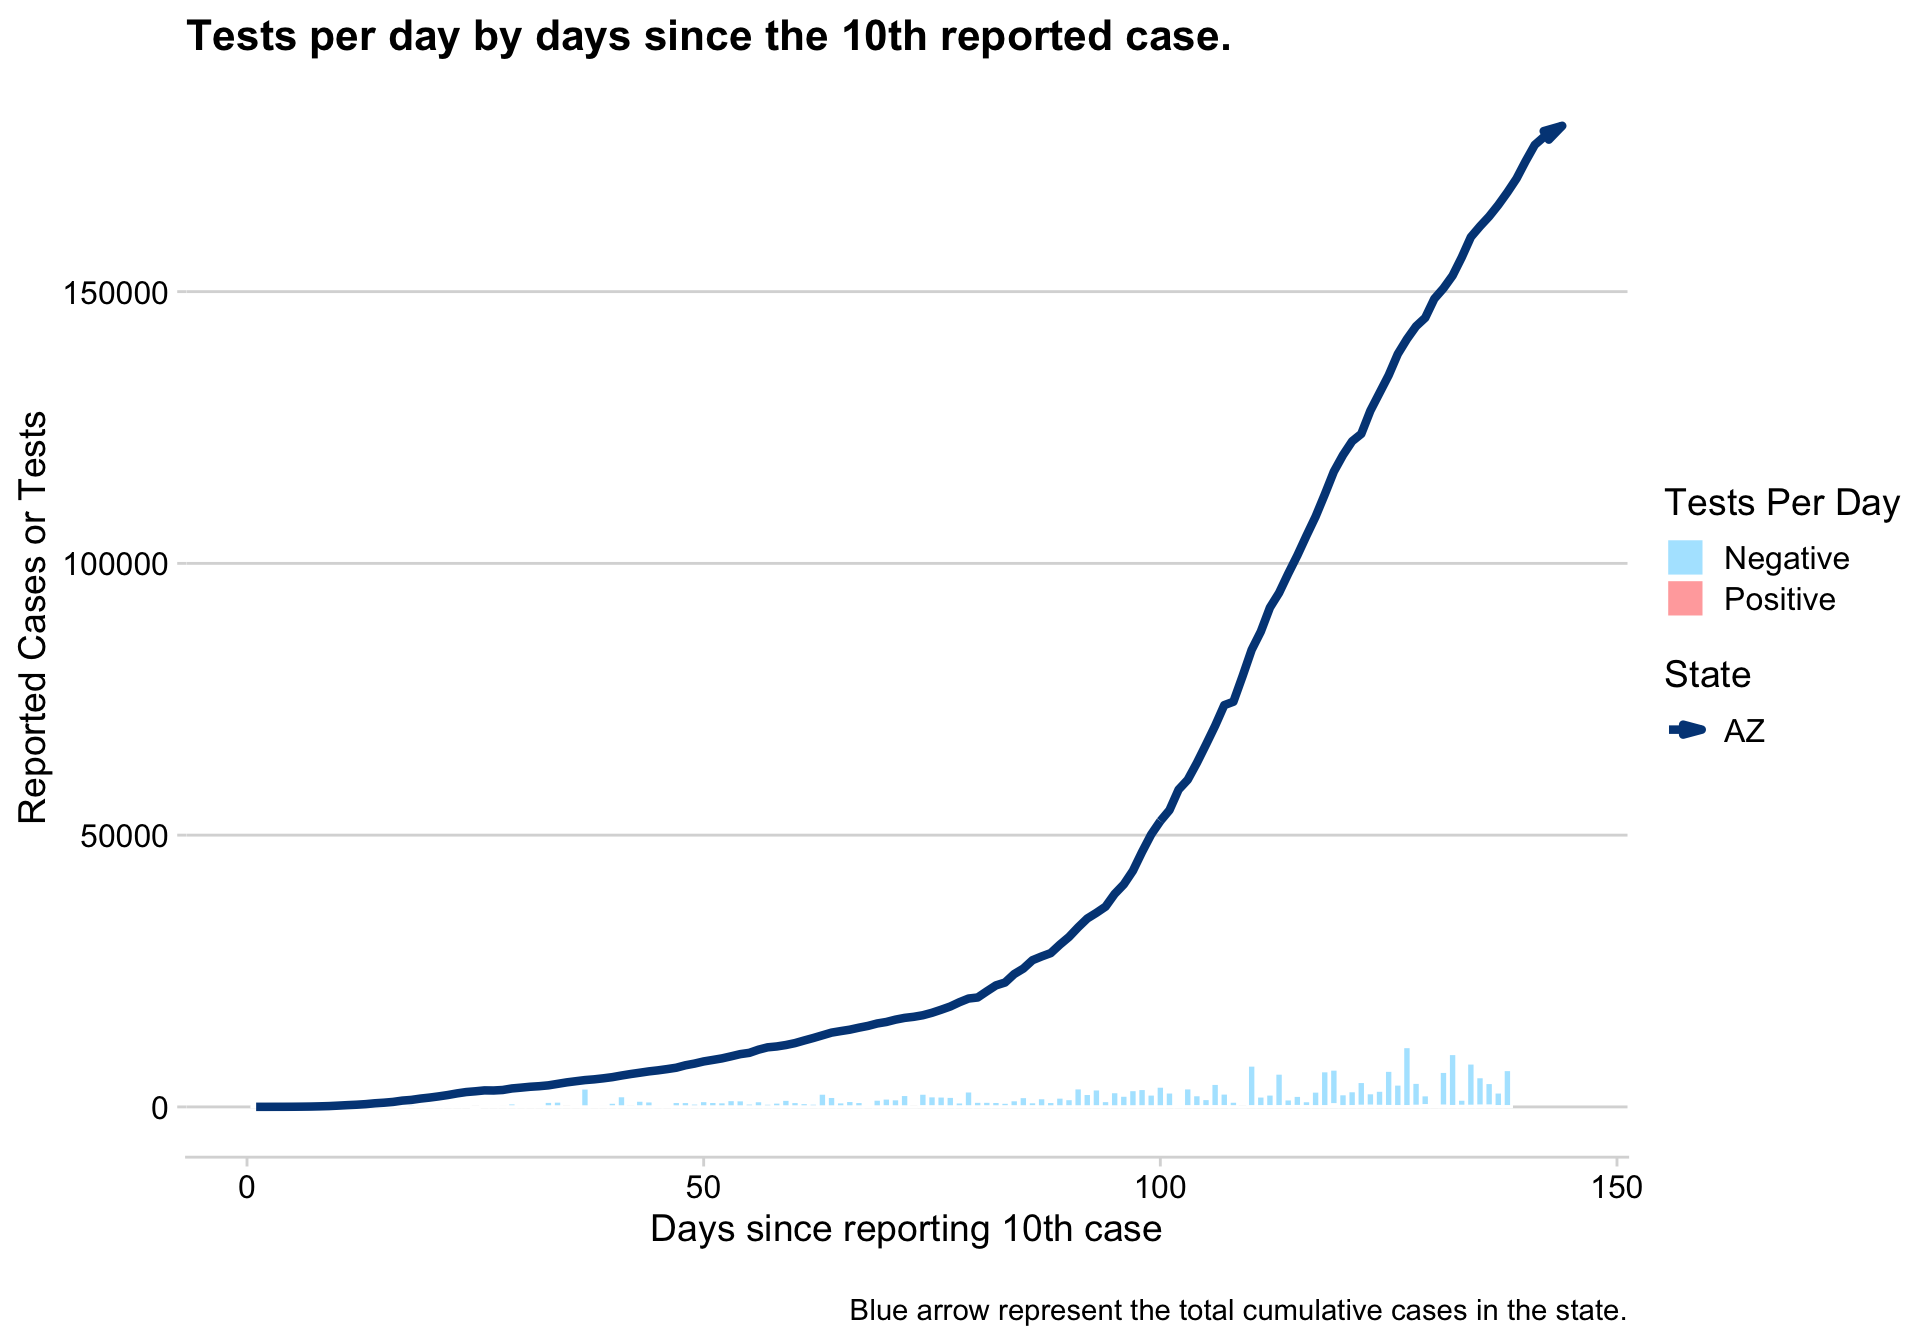 Tests per day by days since the 10th reported case.
Reported Cases or Tests
150000
100000
50000
0
0 50 100 150
Days since reporting 10th case
Tests Per Day
Negative
Positive
State
AZ
Blue arrow represent the total cumulative cases in the state.